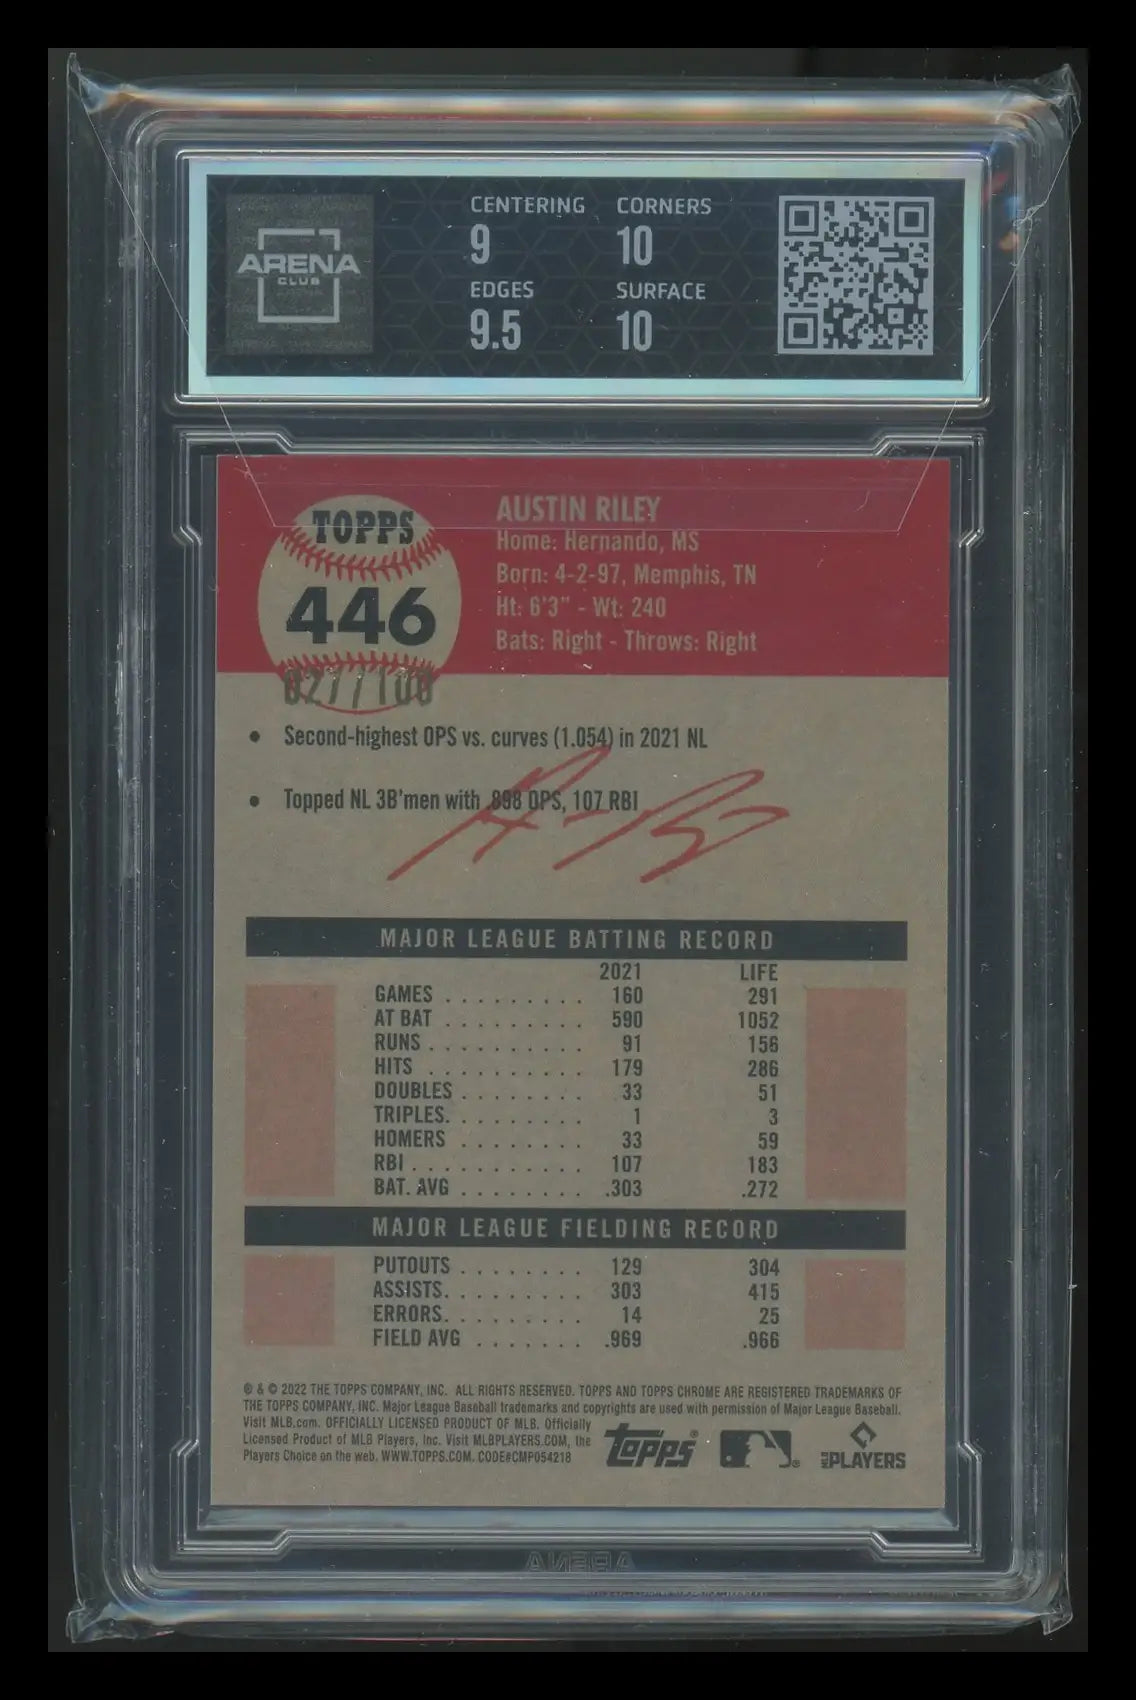 CENTERING CORNERS
9 10
EDGES SURFACE
9.5 10
ARENA
CLUB
TOPPS
446
027/100
AUSTIN RILEY
Home: Hernando, MS
Born: 4-2-97, Memphis, TN
Ht: 6'3" - Wt: 240
Bats: Right - Throws: Right
• Second-highest OPS vs. curves (1.054) in 2021 NL
• Topped NL 3B'men with .898 OPS, 107 RBI
MAJOR LEAGUE BATTING RECORD
2021 LIFE
GAMES . . . . . . . . . 160 291
AT BAT . . . . . . . . . 590 1052
RUNS . . . . . . . . . . 91 156
HITS . . . . . . . . . . 179 286
DOUBLES . . . . . . . . 33 51
TRIPLES. . . . . . . . . 1 3
HOMERS . . . . . . . . 33 59
RBI . . . . . . . . . . . 107 183
BAT. AVG . . . . . . . . .303 .272
MAJOR LEAGUE FIELDING RECORD
PUTOUTS . . . . . . . . 129 304
ASSISTS. . . . . . . . . 303 415
ERRORS. . . . . . . . . 14 25
FIELD AVG . . . . . . . .969 .966
® & © 2022 THE TOPPS COMPANY, INC. ALL RIGHTS RESERVED. TOPPS AND TOPPS CHROME ARE REGISTERED TRADEMARKS OF
THE TOPPS COMPANY, INC. Major League Baseball trademarks and copyrights are used with permission of Major League Baseball.
Visit MLB.com. OFFICIALLY LICENSED PRODUCT OF MLB. Officially
Licensed Product of MLB Players, Inc. Visit MLBPLAYERS.COM, the
Players Choice on the web. WWW.TOPPS.COM. CODE#CMP054218
topps®
MLB PLAYERS